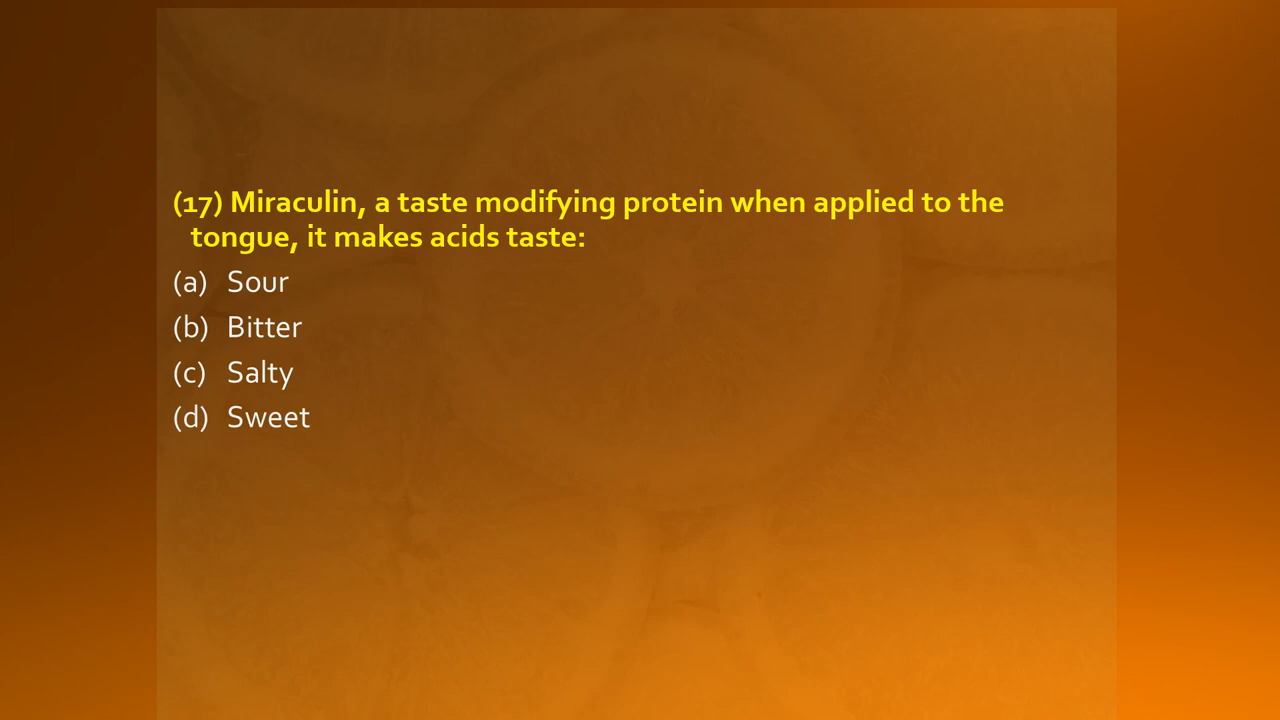 (17) Miraculin, a taste modifying protein when applied to the
tongue, it makes acids taste:
(a) Sour
(b) Bitter
(c) Salty
(d) Sweet